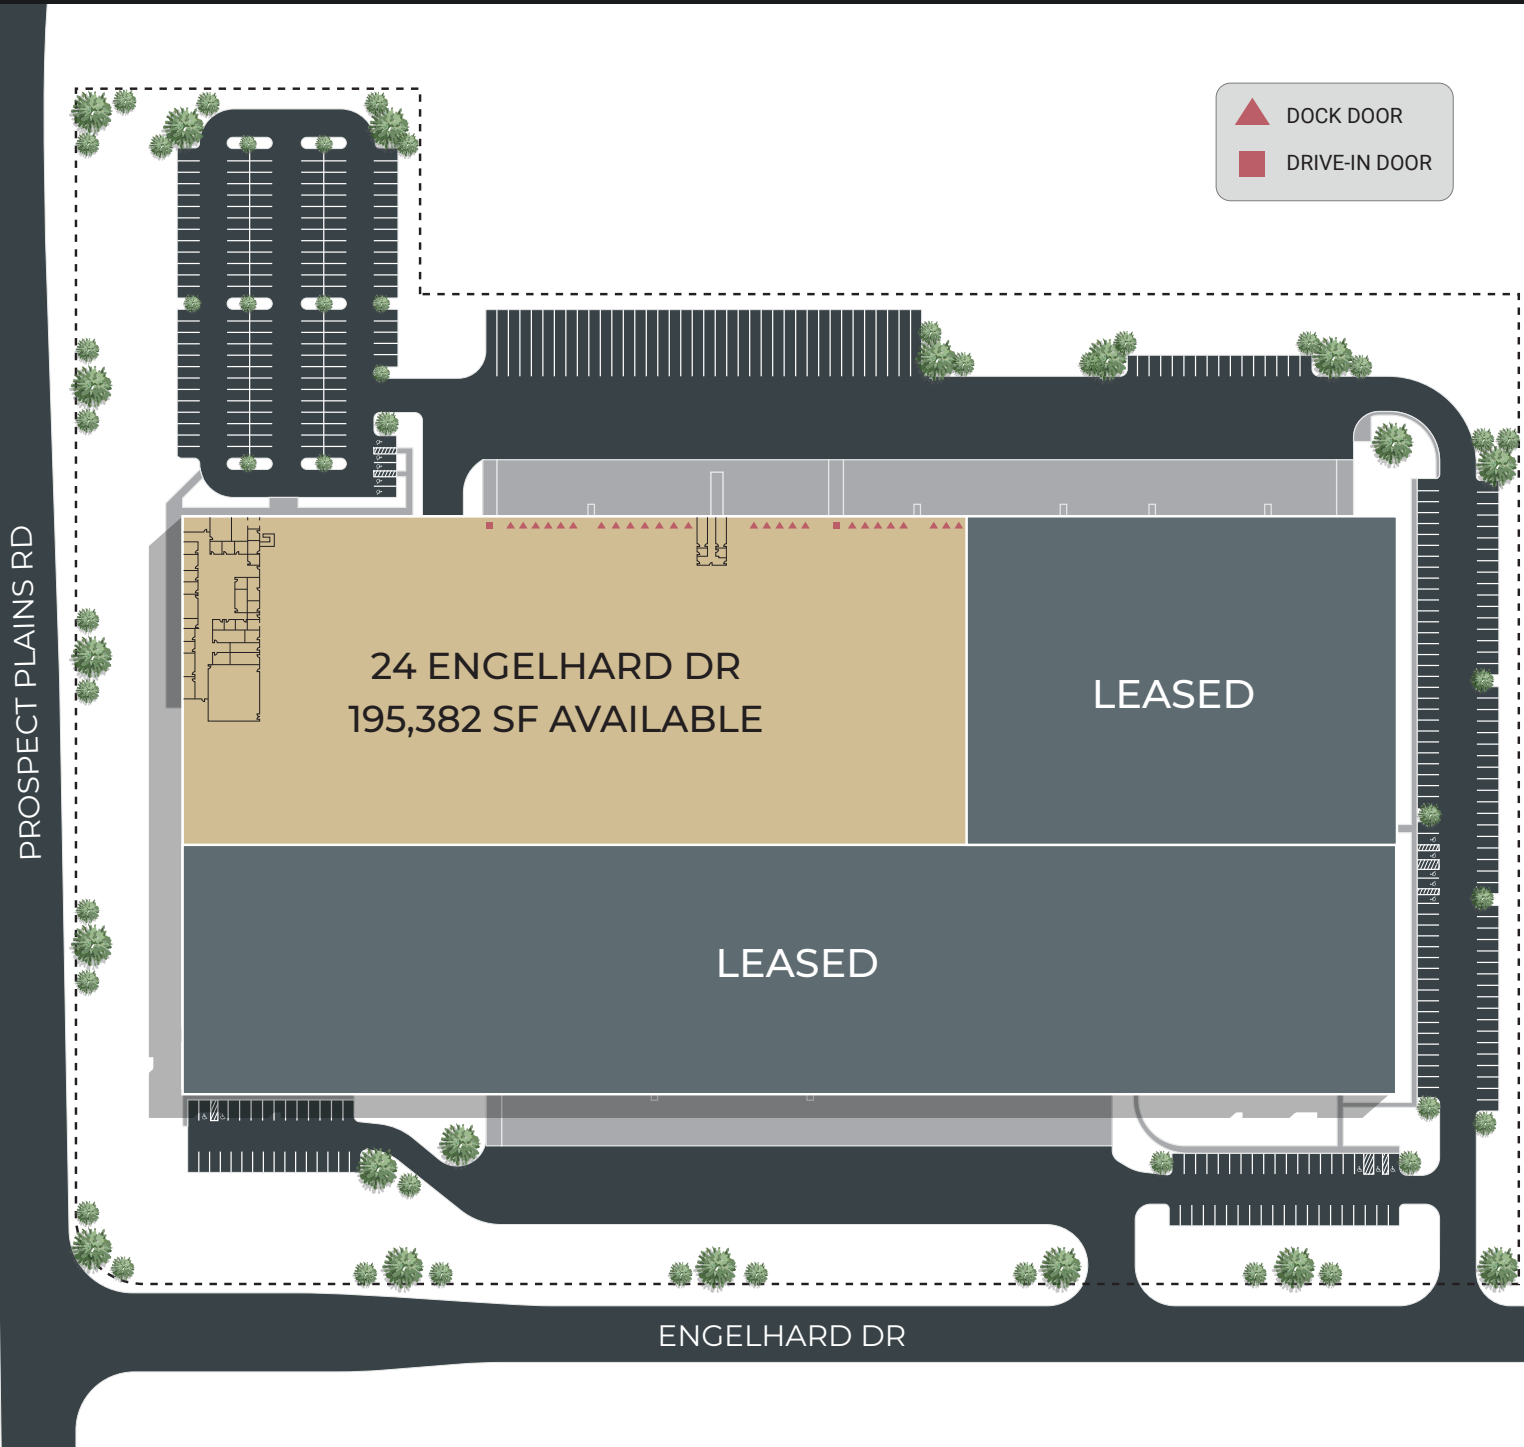 DOCK DOOR
DRIVE-IN DOOR
PROSPECT PLAINS RD
24 ENGELHARD DR
195,382 SF AVAILABLE
LEASED
LEASED
ENGELHARD DR